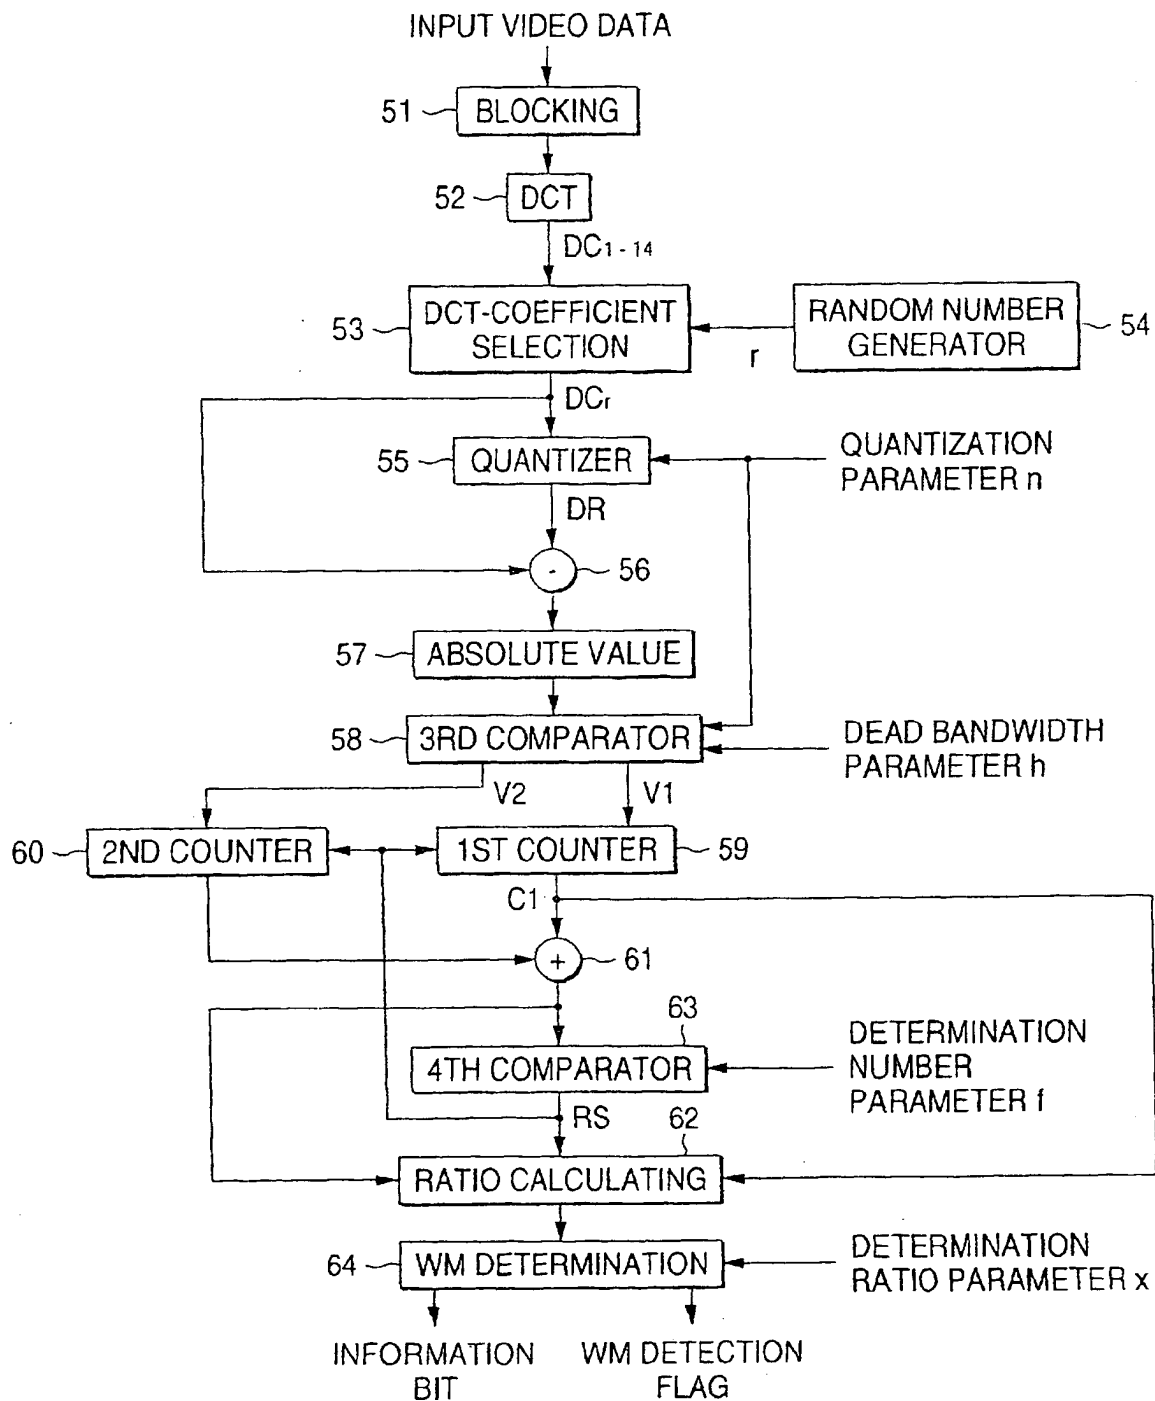 INPUT VIDEO DATA
51
BLOCKING
52
DCT
DC1-14
53
DCT-COEFFICIENT
SELECTION
RANDOM NUMBER
GENERATOR
54
r
DCr
55
QUANTIZER
QUANTIZATION
PARAMETER n
DR
-
56
57
ABSOLUTE VALUE
58
3RD COMPARATOR
DEAD BANDWIDTH
PARAMETER h
V2
V1
60
2ND COUNTER
1ST COUNTER
59
C1
+
61
63
4TH COMPARATOR
DETERMINATION
NUMBER
PARAMETER f
RS
62
RATIO CALCULATING
64
WM DETERMINATION
DETERMINATION
RATIO PARAMETER x
INFORMATION
BIT
WM DETECTION
FLAG